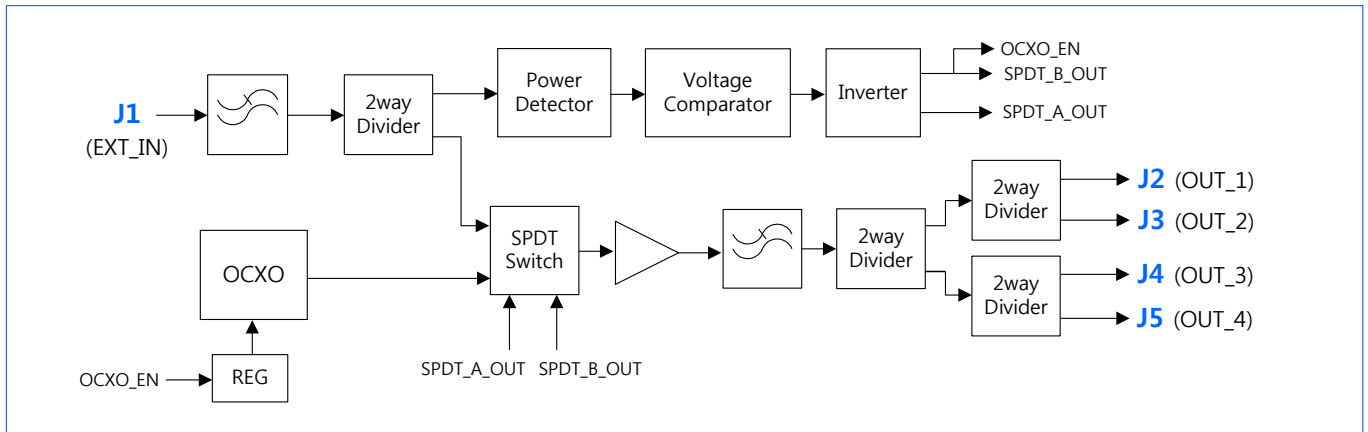 J1
(EXT_IN)
2way
Divider
Power
Detector
Voltage
Comparator
Inverter
OCXO_EN
SPDT_B_OUT
SPDT_A_OUT
OCXO
OCXO_EN
REG
SPDT
Switch
SPDT_A_OUT SPDT_B_OUT
2way
Divider
2way
Divider
J2 (OUT_1)
J3 (OUT_2)
2way
Divider
J4 (OUT_3)
J5 (OUT_4)